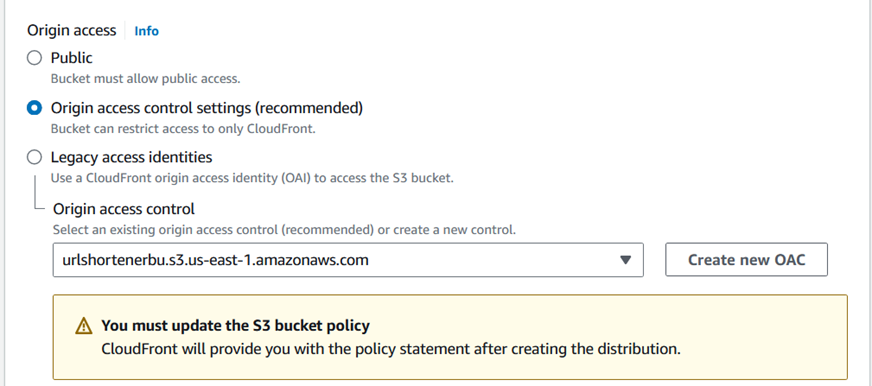 Origin access Info
Public
Bucket must allow public access.
Origin access control settings (recommended)
Bucket can restrict access to only CloudFront.
Legacy access identities
Use a CloudFront origin access identity (OAI) to access the S3 bucket.
Origin access control
Select an existing origin access control (recommended) or create a new control.
urlshortenerbu.s3.us-east-1.amazonaws.com Create new OAC
You must update the S3 bucket policy
CloudFront will provide you with the policy statement after creating the distribution.